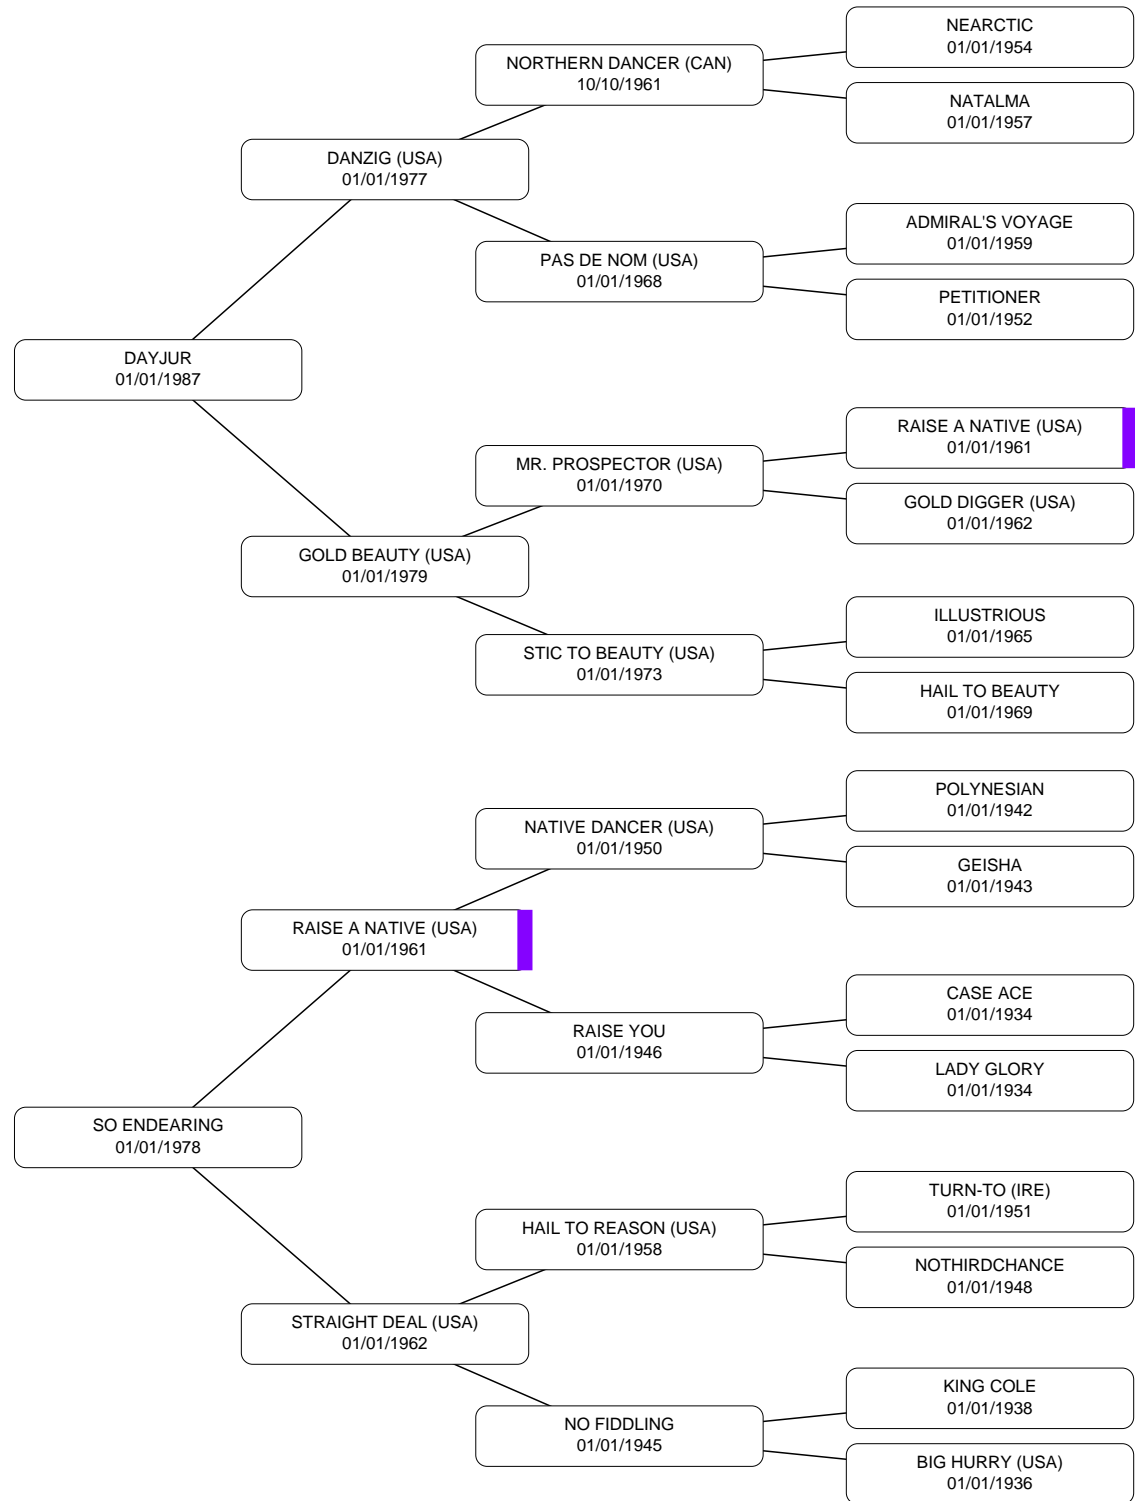 NEARCTIC
01/01/1954
NORTHERN DANCER (CAN)
10/10/1961
NATALMA
01/01/1957
DANZIG (USA)
01/01/1977
ADMIRAL'S VOYAGE
01/01/1959
PAS DE NOM (USA)
01/01/1968
PETITIONER
01/01/1952
DAYJUR
01/01/1987
RAISE A NATIVE (USA)
01/01/1961
MR. PROSPECTOR (USA)
01/01/1970
GOLD DIGGER (USA)
01/01/1962
GOLD BEAUTY (USA)
01/01/1979
ILLUSTRIOUS
01/01/1965
STIC TO BEAUTY (USA)
01/01/1973
HAIL TO BEAUTY
01/01/1969
POLYNESIAN
01/01/1942
NATIVE DANCER (USA)
01/01/1950
GEISHA
01/01/1943
RAISE A NATIVE (USA)
01/01/1961
CASE ACE
01/01/1934
RAISE YOU
01/01/1946
LADY GLORY
01/01/1934
SO ENDEARING
01/01/1978
TURN-TO (IRE)
01/01/1951
HAIL TO REASON (USA)
01/01/1958
NOTHIRDCHANCE
01/01/1948
STRAIGHT DEAL (USA)
01/01/1962
KING COLE
01/01/1938
NO FIDDLING
01/01/1945
BIG HURRY (USA)
01/01/1936